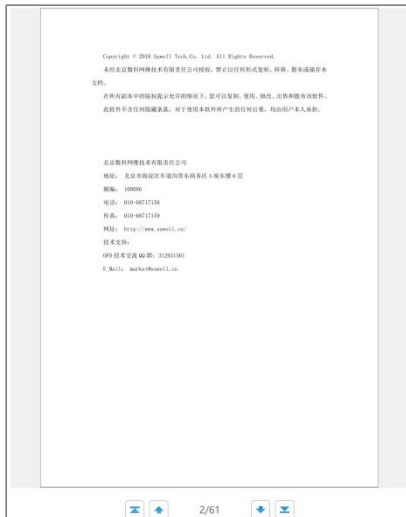 Copyright © 2010 Suwell Tech.Co. Ltd. All Rights Reserved.
未经北京数科网维技术有限责任公司授权，禁止以任何形式复制、转移、散布或储存本
文档。
在所有副本中的版权提示允许的情况下，您可以复制、使用、修改、出售和散布该软件。
此软件不含任何隐藏条款，对于使用本软件所产生的任何后果，均由用户本人承担。
北京数科网维技术有限责任公司
地址： 北京市海淀区车道沟青东商务区 A 座东楼 6 层
邮编： 100086
电话： 010-68717158
传真： 010-68717159
网址： http://www.suwell.cn/
技术支持：
OFD 技术交流 QQ 群：312931361
E_Mail： market@suwell.cn
2/61